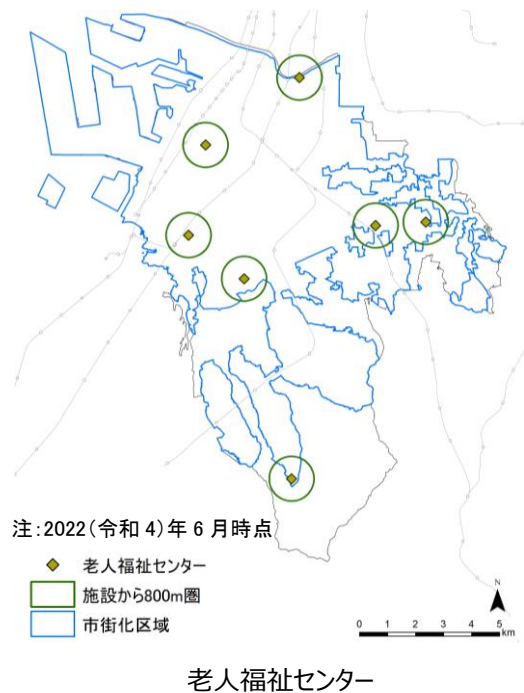 注:2022(令和 4)年 6 月時点
老人福祉センター
施設から800m圏
市街化区域
N
0 1 2 3 4 5
km
老人福祉センター